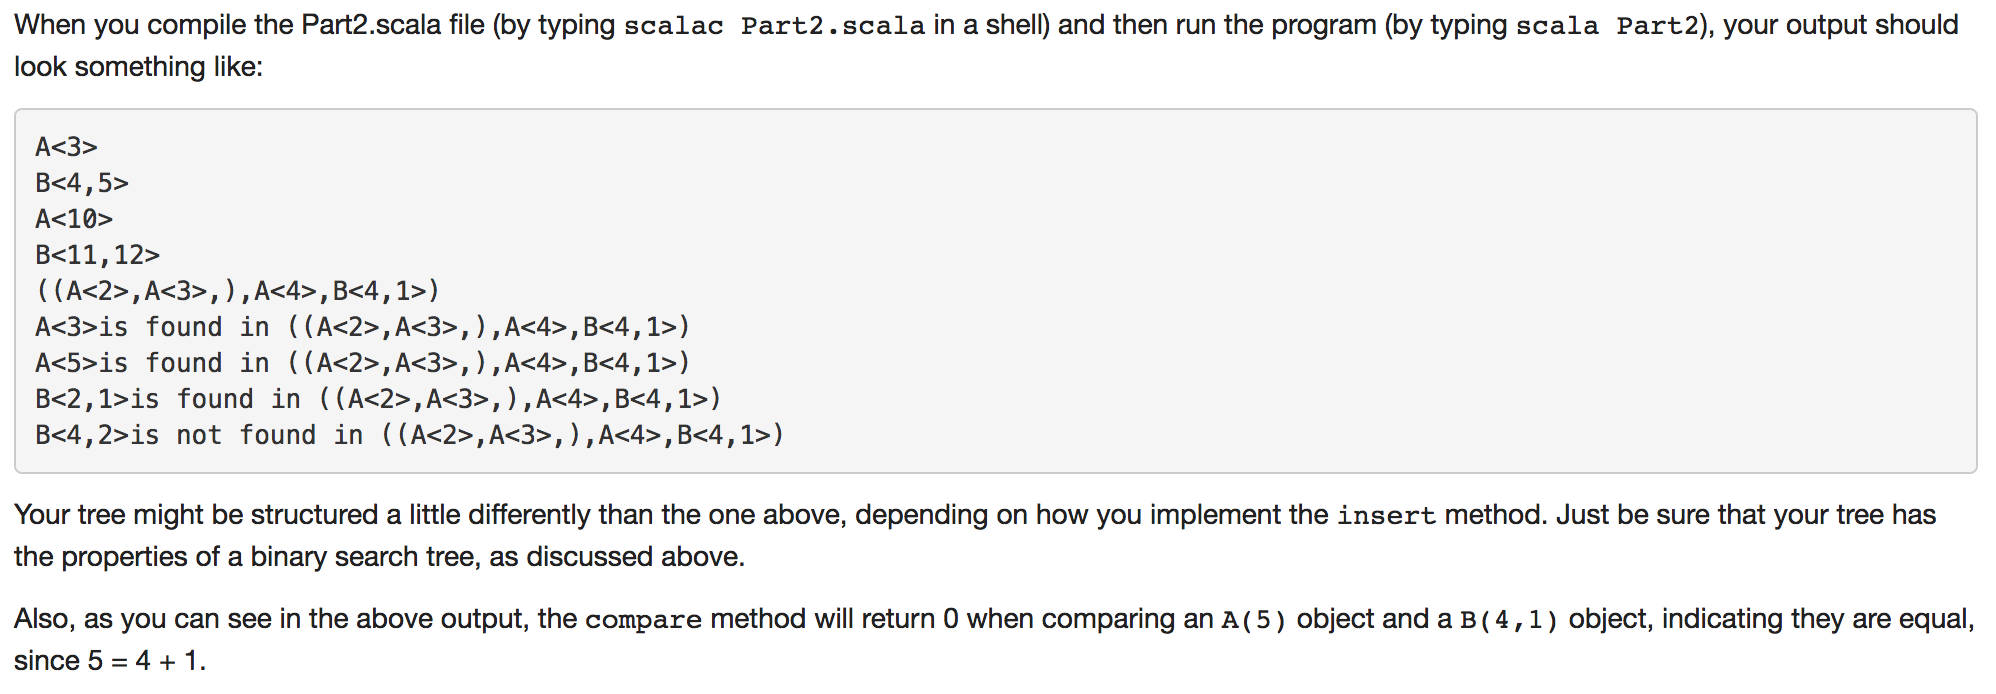 When you compile the Part2.scala file (by typing scalac Part2.scala in a shell) and then run the program (by typing scala Part2), your output should
look something like:
A<3>
B<4,5>
A<10>
B<11,12>
((A<2>,A<3>,),A<4>,B<4,1>)
A<3>is found in ((A<2>,A<3>,),A<4>,B<4,1>)
A<5>is found in ((A<2>,A<3>,),A<4>,B<4,1>)
B<2,1>is found in ((A<2>,A<3>,),A<4>,B<4,1>)
B<4,2>is not found in ((A<2>,A<3>,),A<4>,B<4,1>)
Your tree might be structured a little differently than the one above, depending on how you implement the insert method. Just be sure that your tree has
the properties of a binary search tree, as discussed above.
Also, as you can see in the above output, the compare method will return 0 when comparing an A(5) object and a B(4,1) object, indicating they are equal,
since 5 = 4 + 1.